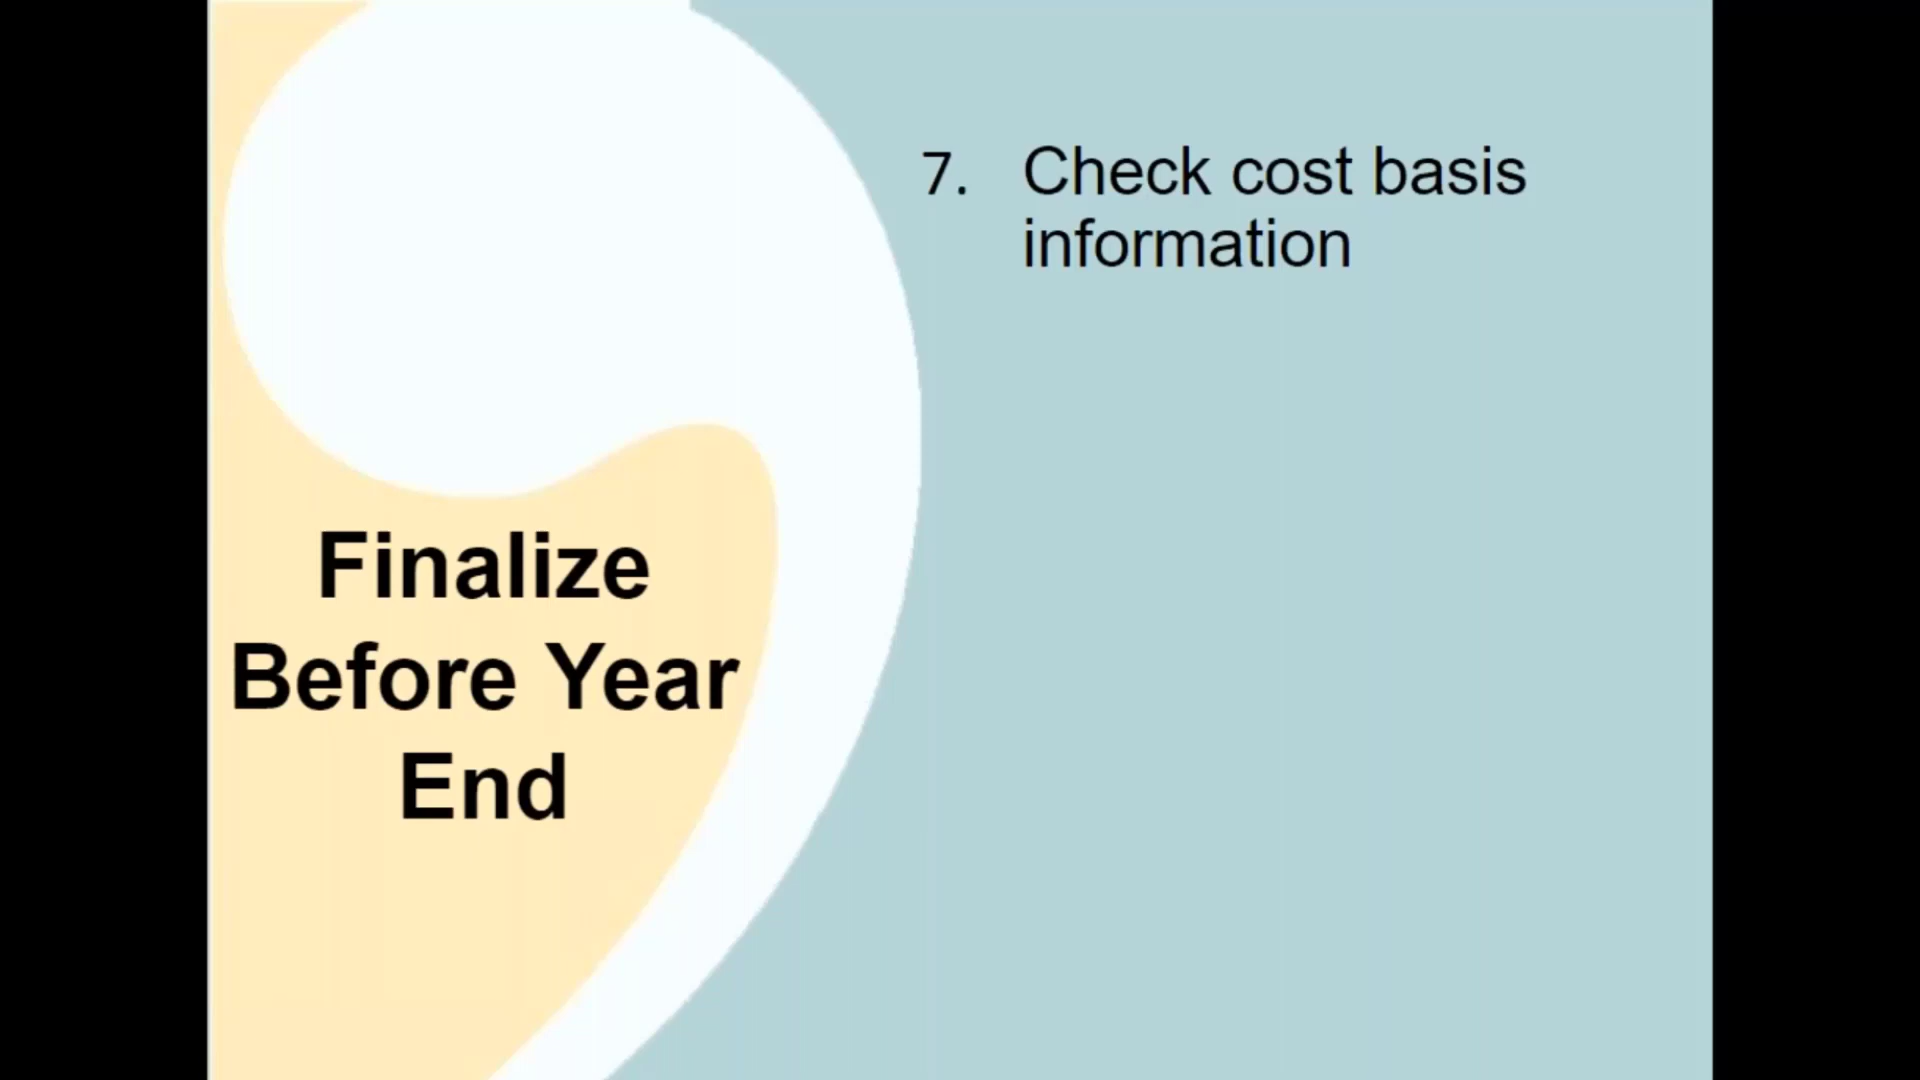 Finalize
Before Year
End
7. Check cost basis
information